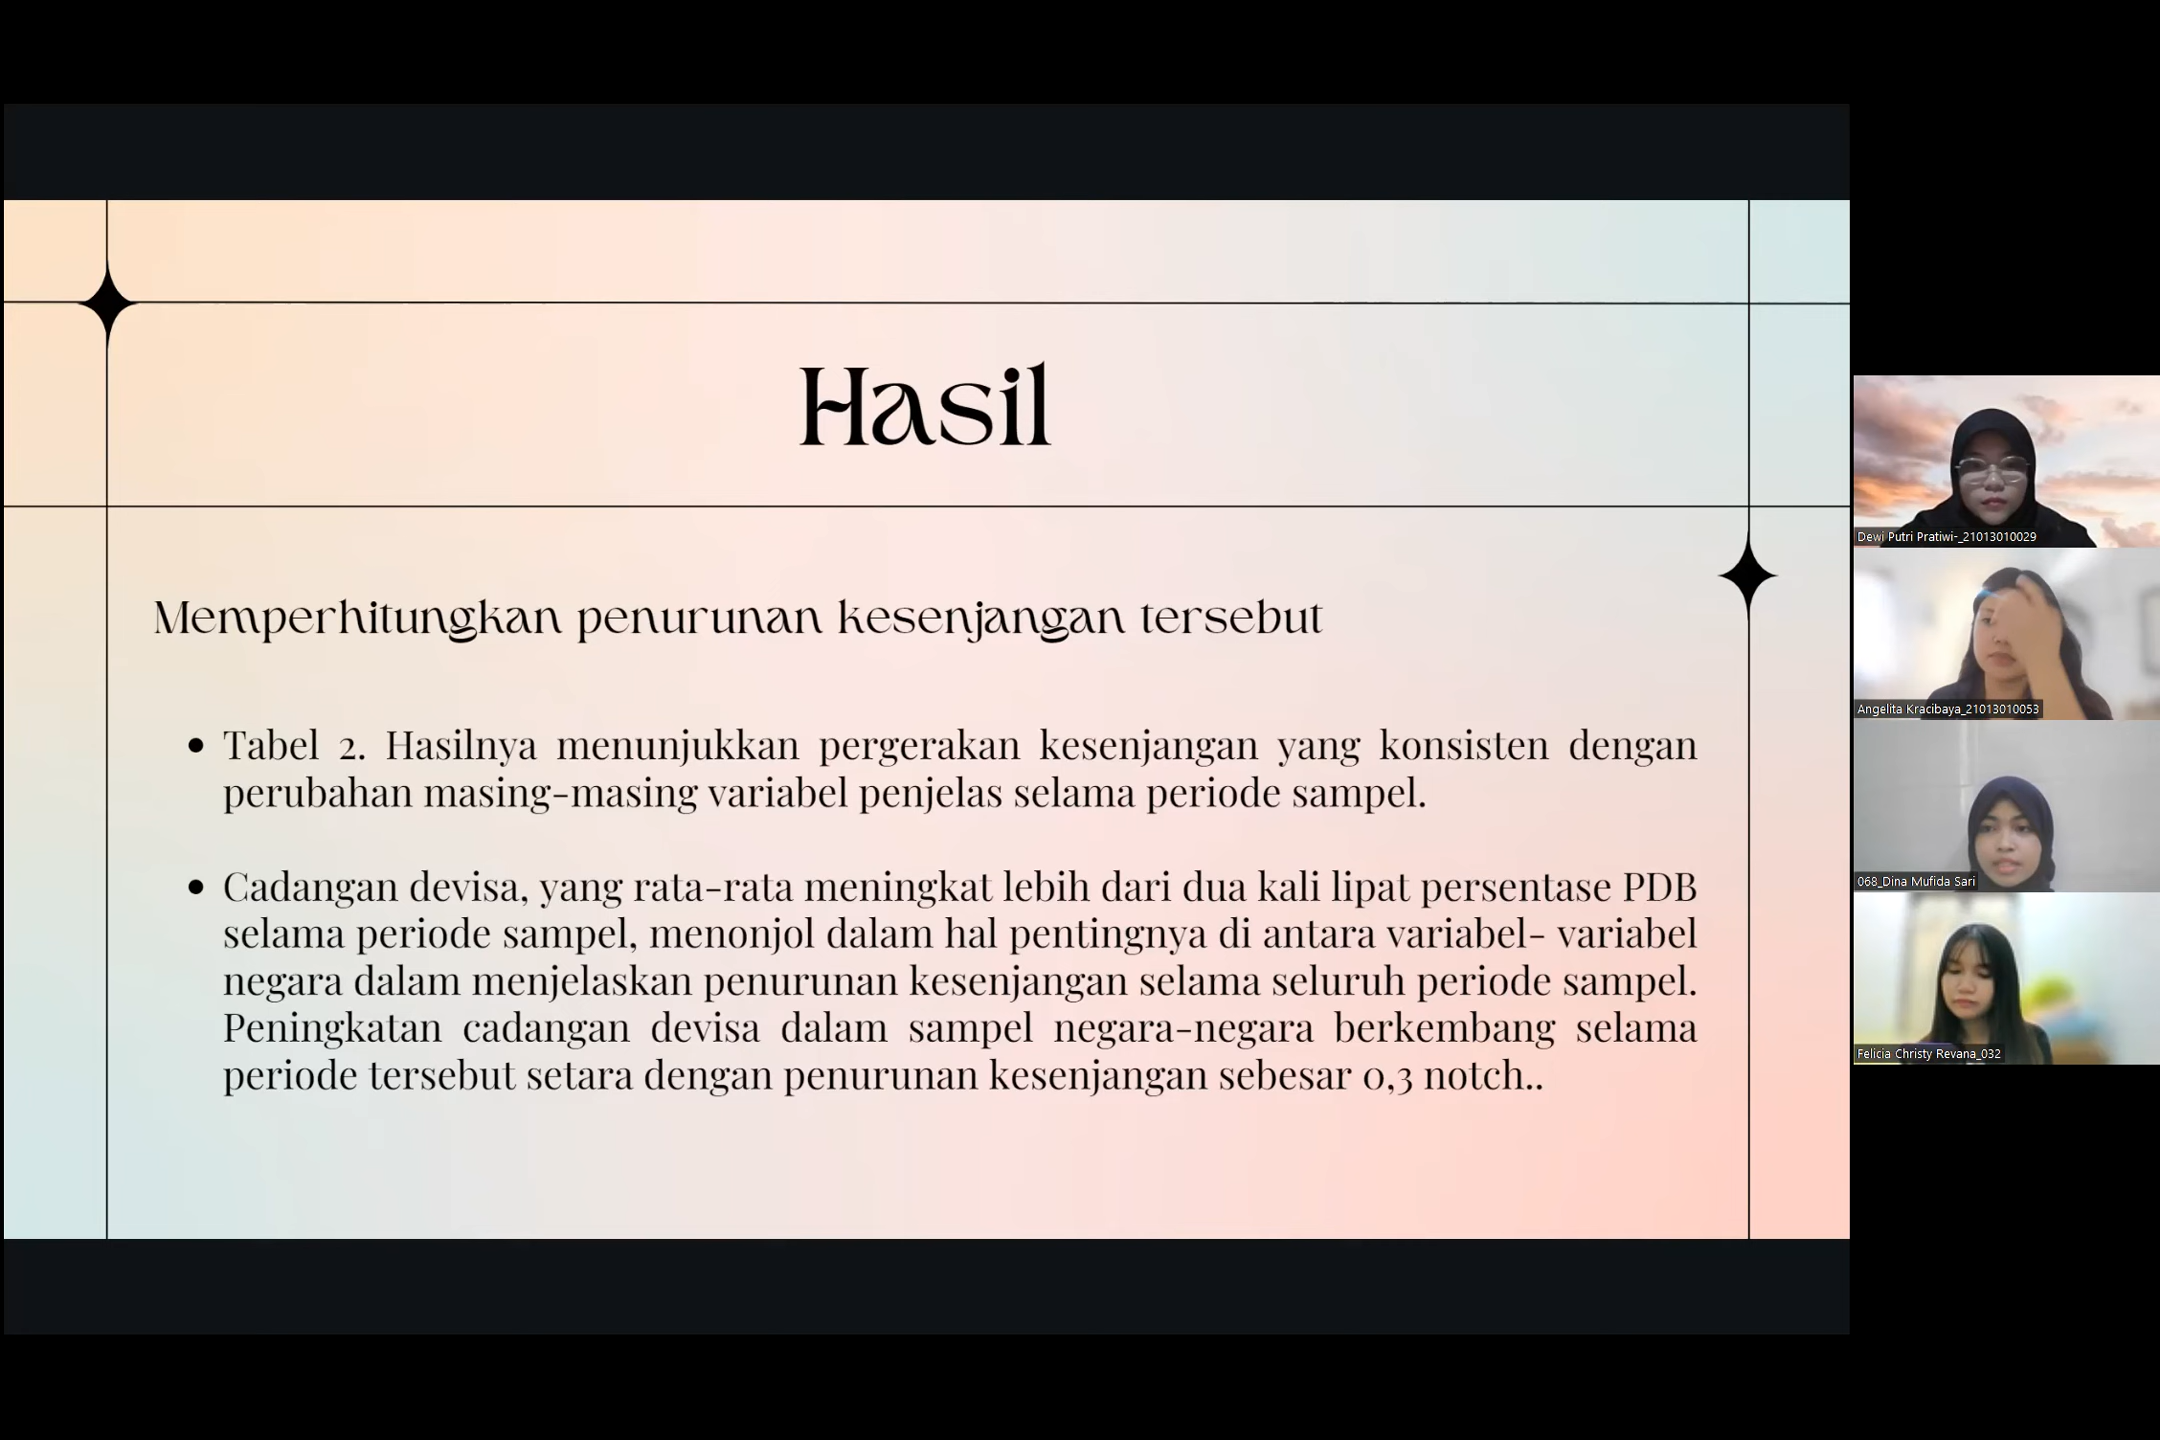 Hasil
Memperhitungkan penurunan kesenjangan tersebut
Tabel 2. Hasilnya menunjukkan pergerakan kesenjangan yang konsisten dengan
perubahan masing-masing variabel penjelas selama periode sampel.
Cadangan devisa, yang rata-rata meningkat lebih dari dua kali lipat persentase PDB
selama periode sampel, menonjol dalam hal pentingnya di antara variabel- variabel
negara dalam menjelaskan penurunan kesenjangan selama seluruh periode sampel.
Peningkatan cadangan devisa dalam sampel negara-negara berkembang selama
periode tersebut setara dengan penurunan kesenjangan sebesar 0,3 notch..
Dewi Putri Pratiwi-_21013010029
Angelita Kracibaya_21013010053
068_Dina Mufida Sari
Felicia Christy Revana_032